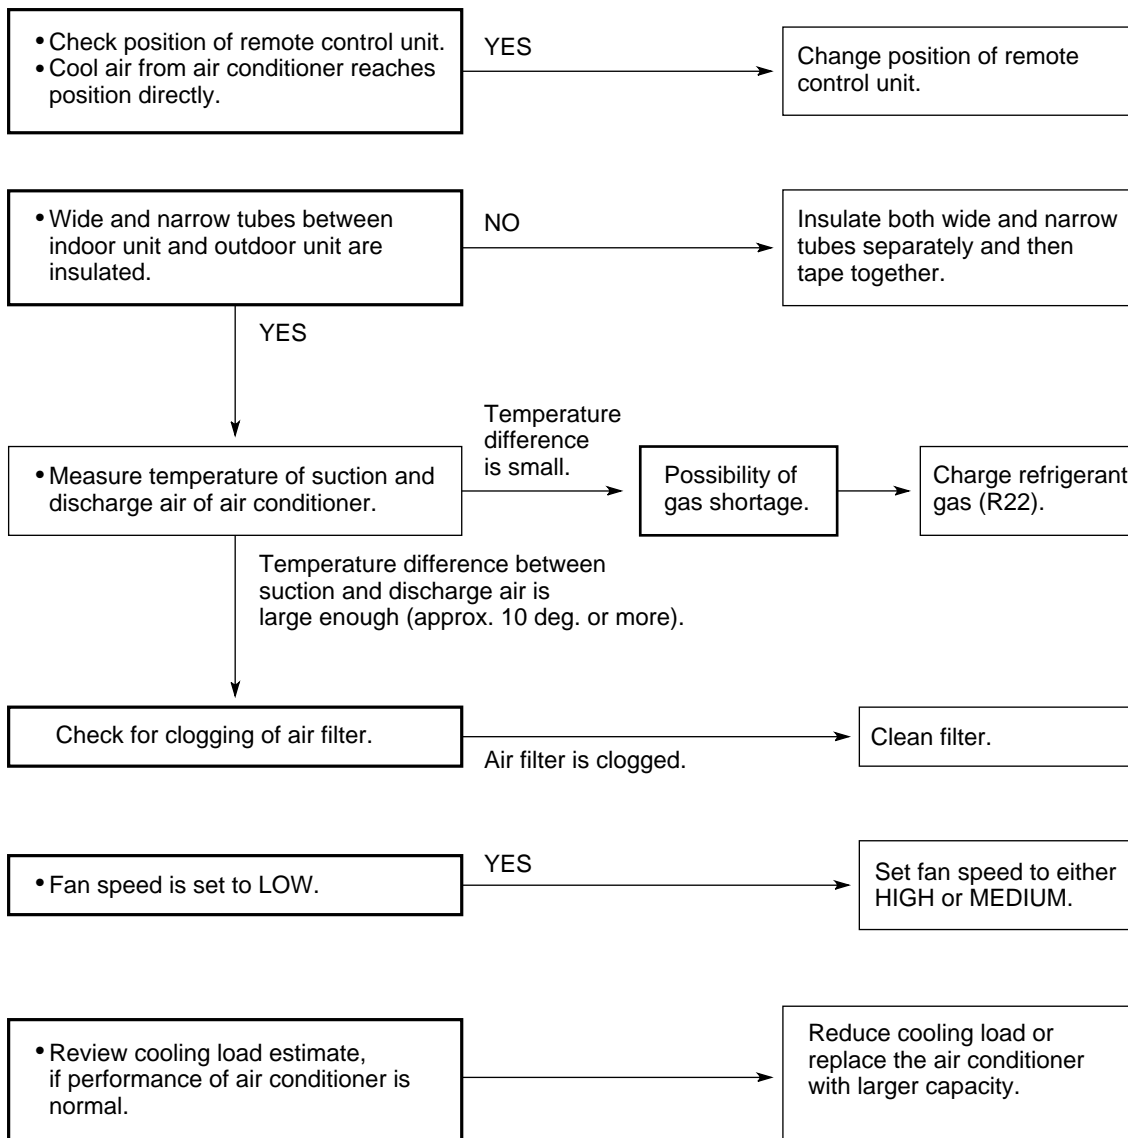 • Check position of remote control unit.
• Cool air from air conditioner reaches
position directly.
YES
Change position of remote
control unit.
• Wide and narrow tubes between
indoor unit and outdoor unit are
insulated.
NO
Insulate both wide and narrow
tubes separately and then
tape together.
YES
• Measure temperature of suction and
discharge air of air conditioner.
Temperature
difference
is small.
Possibility of
gas shortage.
Charge refrigerant
gas (R22).
Temperature difference between
suction and discharge air is
large enough (approx. 10 deg. or more).
Check for clogging of air filter.
Air filter is clogged.
Clean filter.
• Fan speed is set to LOW.
YES
Set fan speed to either
HIGH or MEDIUM.
• Review cooling load estimate,
if performance of air conditioner is
normal.
Reduce cooling load or
replace the air conditioner
with larger capacity.